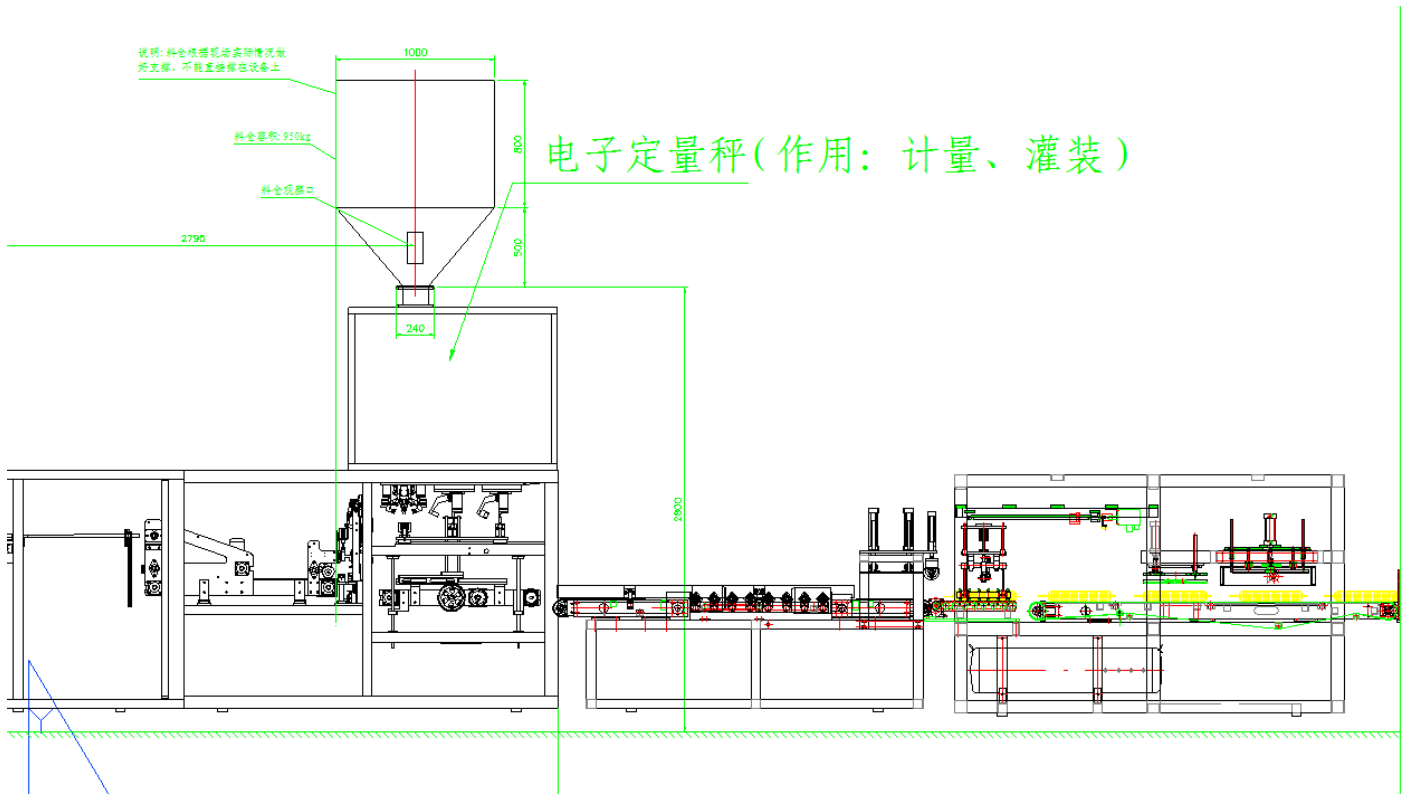 说明:料仓根据现场实际情况做
好支撑，不能直接撑在设备上
1000
料仓容积:950kg
800
电子定量秤(作用：计量、灌装)
料仓观察口
2795
500
240
2800